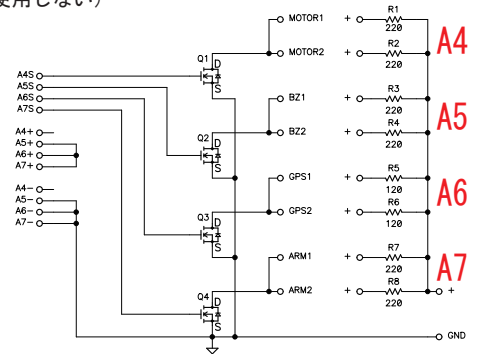 使用しない)
MOTOR1 + R1 220
MOTOR2 + R2 220
A4
Q1 D S
A4S
A5S
A6S
A7S
BZ1 + R3 220
BZ2 + R4 220
A5
Q2 D S
A4+
A5+
A6+
A7+
GPS1 + R5 120
GPS2 + R6 120
A6
A4-
A5-
A6-
A7-
Q3 D S
ARM1 + R7 220
ARM2 + R8 220 +
A7
Q4 D S
GND